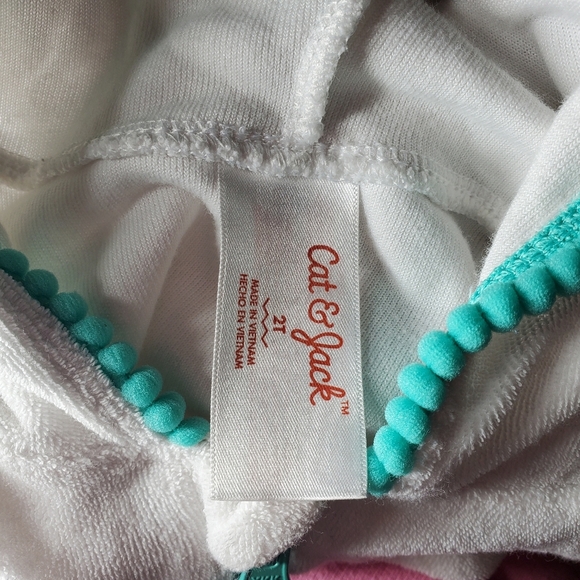 Cat & Jack™
2T
MADE IN VIETNAM
HECHO EN VIETNAM